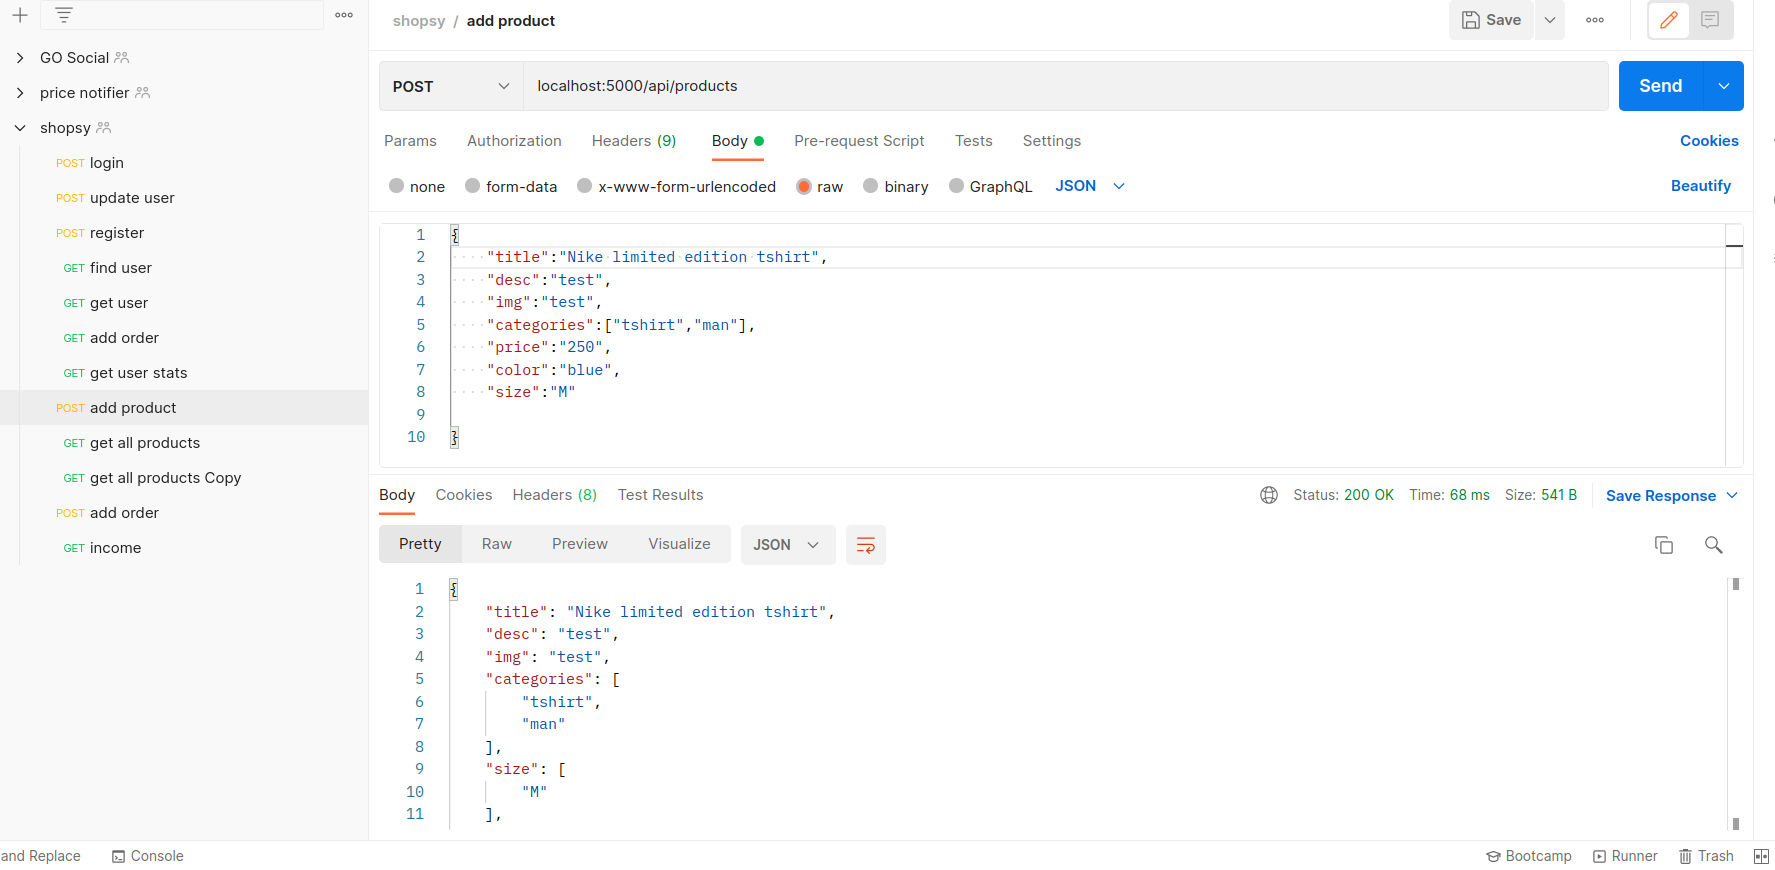 shopsy / add product
Save
GO Social
price notifier
shopsy
POST login
POST update user
POST register
GET find user
GET get user
GET add order
GET get user stats
POST add product
GET get all products
GET get all products Copy
POST add order
GET income
POST localhost:5000/api/products Send
Params Authorization Headers (9) Body Pre-request Script Tests Settings Cookies
none form-data x-www-form-urlencoded raw binary GraphQL JSON Beautify
1 {
2 ····"title":"Nike·limited·edition·tshirt",
3 ····"desc":"test",
4 ····"img":"test",
5 ····"categories":["tshirt","man"],
6 ····"price":"250",
7 ····"color":"blue",
8 ····"size":"M"
9
10 }
Body Cookies Headers (8) Test Results Status: 200 OK Time: 68 ms Size: 541 B Save Response
Pretty Raw Preview Visualize JSON
1 {
2 "title": "Nike limited edition tshirt",
3 "desc": "test",
4 "img": "test",
5 "categories": [
6 "tshirt",
7 "man"
8 ],
9 "size": [
10 "M"
11 ],
and Replace Console Bootcamp Runner Trash